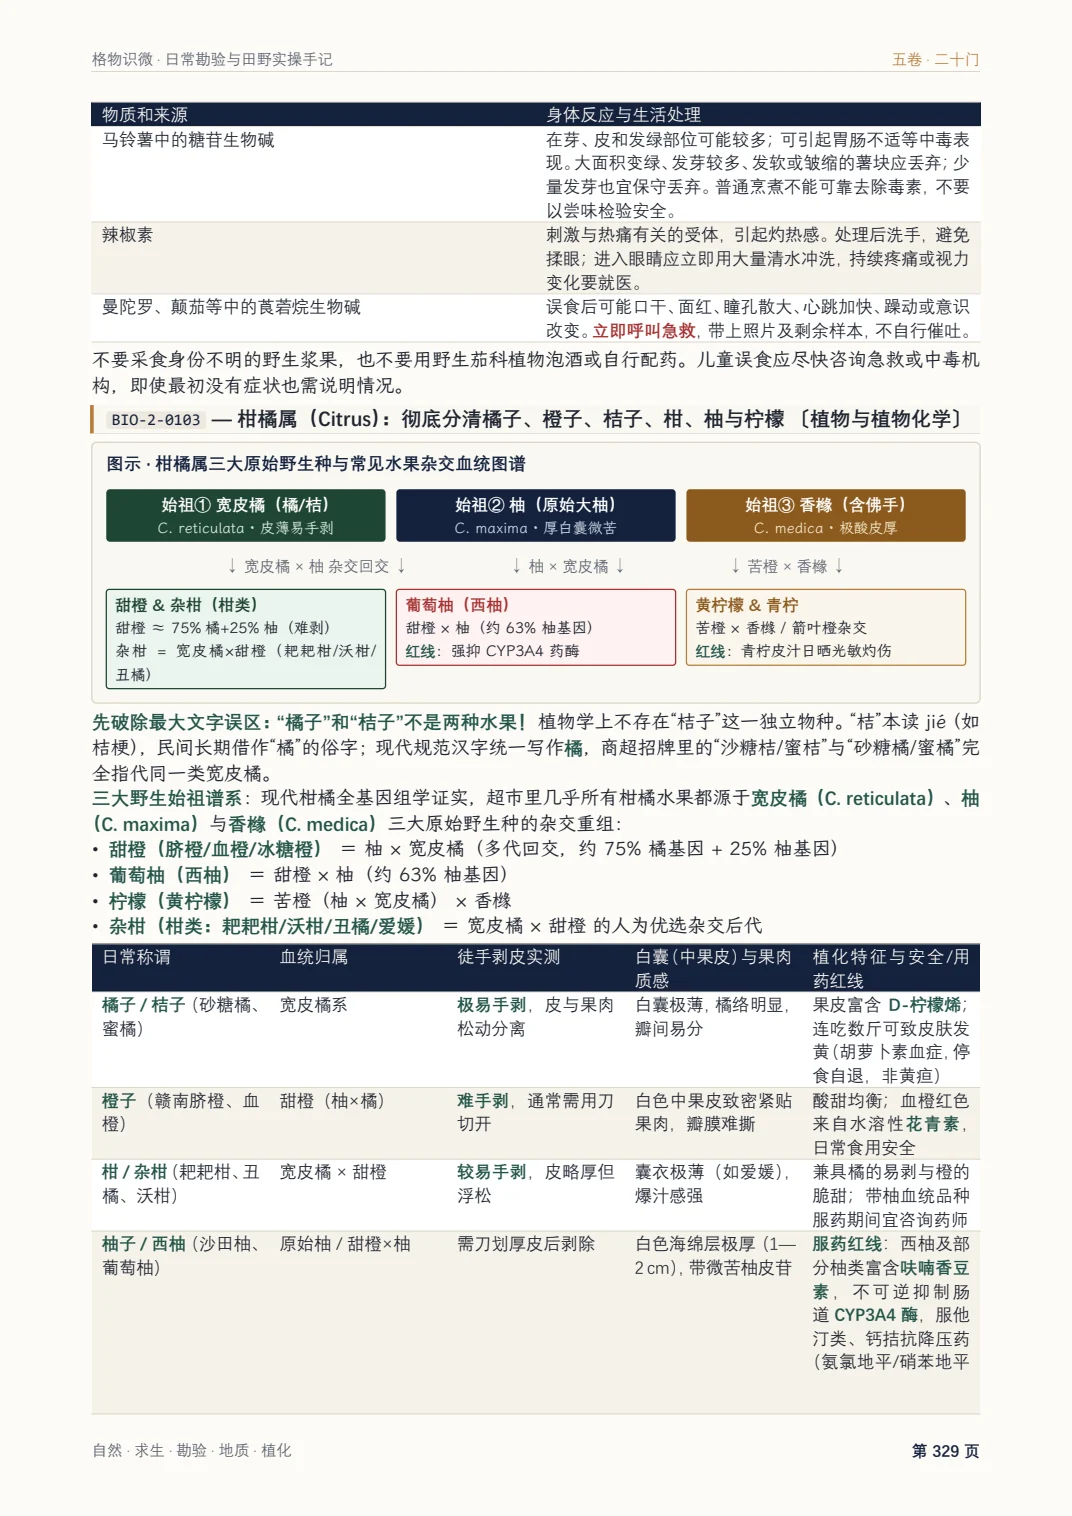 格物识微 · 日常勘验与田野实操手记
五卷 · 二十门
物质和来源
身体反应与生活处理
马铃薯中的糖苷生物碱
在芽、皮和发绿部位可能较多；可引起胃肠不适等中毒表
现。大面积变绿、发芽较多、发软或皱缩的薯块应丢弃；少
量发芽也宜保守丢弃。普通烹煮不能可靠去除毒素，不要
以尝味检验安全。
辣椒素
刺激与热痛有关的受体，引起灼热感。处理后洗手，避免
揉眼；进入眼睛应立即用大量清水冲洗，持续疼痛或视力
变化要就医。
曼陀罗、颠茄等中的莨菪烷生物碱
误食后可能口干、面红、瞳孔散大、心跳加快、躁动或意识
改变。立即呼叫急救，带上照片及剩余样本，不自行催吐。
不要采食身份不明的野生浆果，也不要用野生茄科植物泡酒或自行配药。儿童误食应尽快咨询急救或中毒机
构，即使最初没有症状也需说明情况。
BIO-2-0103 — 柑橘属（Citrus）：彻底分清橘子、橙子、桔子、柑、柚与柠檬 〔植物与植物化学〕
图示 · 柑橘属三大原始野生种与常见水果杂交血统图谱
始祖① 宽皮橘（橘/桔）
C. reticulata · 皮薄易手剥
始祖② 柚（原始大柚）
C. maxima · 厚白囊微苦
始祖③ 香橼（含佛手）
C. medica · 极酸皮厚
↓ 宽皮橘 × 柚 杂交回交 ↓
↓ 柚 × 宽皮橘 ↓
↓ 苦橙 × 香橼 ↓
甜橙 & 杂柑（柑类）
甜橙 ≈ 75% 橘+25% 柚（难剥）
杂柑 = 宽皮橘×甜橙（耙耙柑/沃柑/
丑橘）
葡萄柚（西柚）
甜橙 × 柚（约 63% 柚基因）
红线：强抑 CYP3A4 药酶
黄柠檬 & 青柠
苦橙 × 香橼 / 箭叶橙杂交
红线：青柠皮汁日晒光敏灼伤
先破除最大文字误区：“橘子”和“桔子”不是两种水果！植物学上不存在“桔子”这一独立物种。“桔”本读 jié（如
桔梗），民间长期借作“橘”的俗字；现代规范汉字统一写作橘，商超招牌里的“沙糖桔/蜜桔”与“砂糖橘/蜜橘”完
全指代同一类宽皮橘。
三大野生始祖谱系：现代柑橘全基因组学证实，超市里几乎所有柑橘水果都源于宽皮橘（C. reticulata）、柚
（C. maxima）与香橼（C. medica）三大原始野生种的杂交重组：
• 甜橙（脐橙/血橙/冰糖橙） ＝ 柚 × 宽皮橘（多代回交，约 75% 橘基因 + 25% 柚基因）
• 葡萄柚（西柚） ＝ 甜橙 × 柚（约 63% 柚基因）
• 柠檬（黄柠檬） ＝ 苦橙（柚 × 宽皮橘） × 香橼
• 杂柑（柑类：耙耙柑/沃柑/丑橘/爱媛） ＝ 宽皮橘 × 甜橙 的人为优选杂交后代
日常称谓
血统归属
徒手剥皮实测
白囊（中果皮）与果肉
质感
植化特征与安全/用
药红线
橘子 / 桔子（砂糖橘、
蜜橘）
宽皮橘系
极易手剥，皮与果肉
松动分离
白囊极薄，橘络明显，
瓣间易分
果皮富含 D-柠檬烯；
连吃数斤可致皮肤发
黄（胡萝卜素血症，停
食自退，非黄疸）
橙子（赣南脐橙、血
橙）
甜橙（柚×橘）
难手剥，通常需用刀
切开
白色中果皮致密紧贴
果肉，瓣膜难撕
酸甜均衡；血橙红色
来自水溶性花青素，
日常食用安全
柑 / 杂柑（耙耙柑、丑
橘、沃柑）
宽皮橘 × 甜橙
较易手剥，皮略厚但
浮松
囊衣极薄（如爱媛），
爆汁感强
兼具橘的易剥与橙的
脆甜；带柚血统品种
服药期间宜咨询药师
柚子 / 西柚（沙田柚、
葡萄柚）
原始柚 / 甜橙×柚
需刀划厚皮后剥除
白色海绵层极厚（1—
2 cm），带微苦柚皮苷
服药红线：西柚及部
分柚类富含呋喃香豆
素，不可逆抑制肠
道 CYP3A4 酶，服他
汀类、钙拮抗降压药
（氨氯地平/硝苯地平
自然 · 求生 · 勘验 · 地质 · 植化
第 329 页